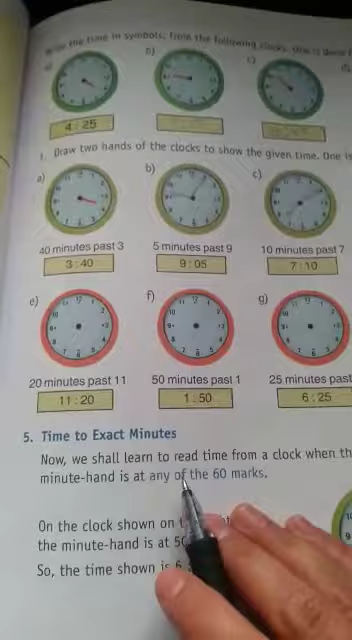 Write the time in symbols, from the following clocks. One is done
a) b) c) d)
4 : 25
1. Draw two hands of the clocks to show the given time. One is
a) b) c)
40 minutes past 3 5 minutes past 9 10 minutes past 7
3 : 40 9 : 05 7 : 10
e) f) g)
20 minutes past 11 50 minutes past 1 25 minutes past
11 : 20 1 : 50 6 : 25
5. Time to Exact Minutes
Now, we shall learn to read time from a clock when th
minute-hand is at any of the 60 marks.
On the clock shown on
the minute-hand is at
So, the time shown is 6